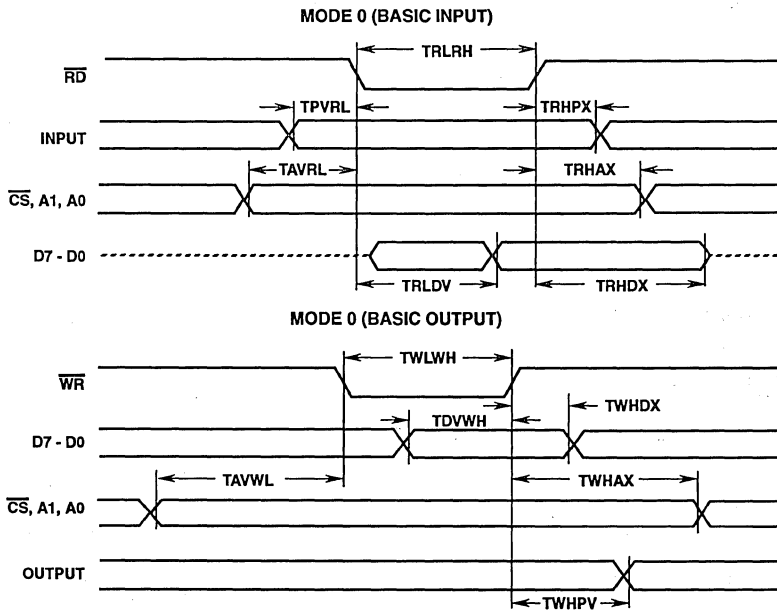 MODE 0 (BASIC INPUT)
TRLRH
RD
TPVRL
TRHPX
INPUT
TAVRL
TRHAX
CS, A1, A0
D7 - D0
TRLDV
TRHDX
MODE 0 (BASIC OUTPUT)
TWLWH
WR
TDVWH
TWHDX
D7 - D0
TAVWL
TWHAX
CS, A1, A0
OUTPUT
TWHPV